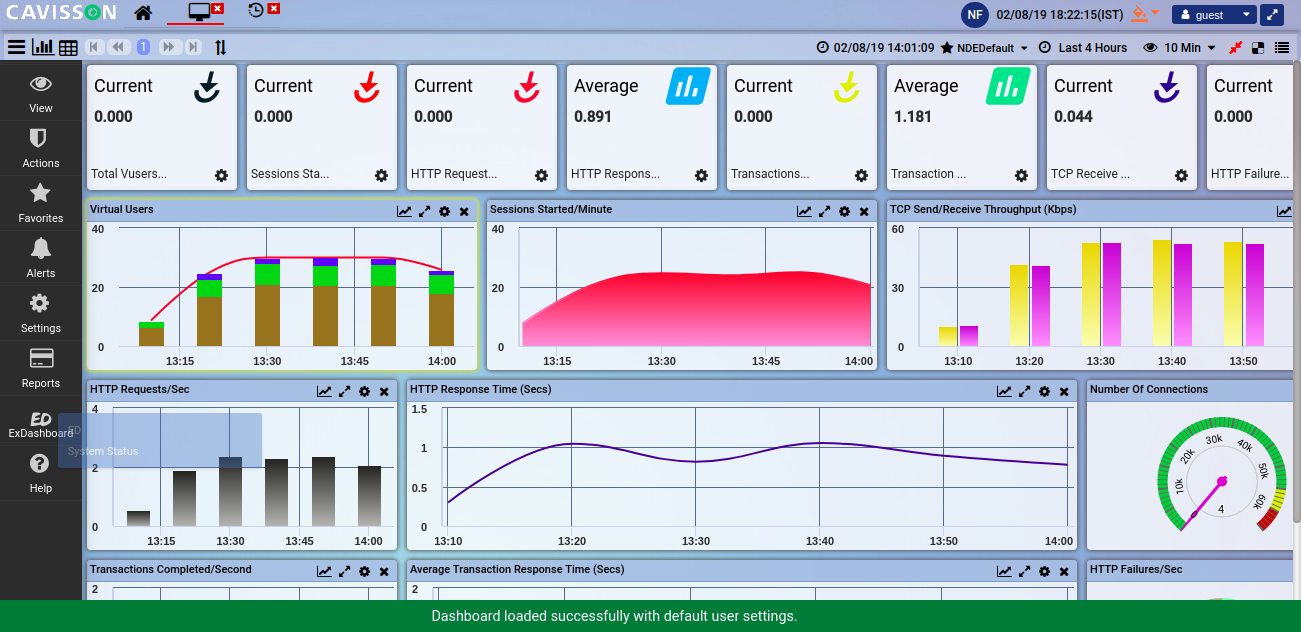 CAVISSON
NF
02/08/19 18:22:15(IST)
guest
1
02/08/19 14:01:09
NDEDefault
Last 4 Hours
10 Min
View
Actions
Favorites
Alerts
Settings
Reports
ED
ExDashboard
Help
ED
System Status
Current
0.000
Total Vusers...
Current
0.000
Sessions Sta...
Current
0.000
HTTP Request...
Average
0.891
HTTP Respons...
Current
0.000
Transactions...
Average
1.181
Transaction ...
Current
0.044
TCP Receive ...
Current
0.000
HTTP Failure...
Virtual Users
40
20
0
13:15 13:30 13:45 14:00
Sessions Started/Minute
40
20
0
13:15 13:30 13:45 14:00
TCP Send/Receive Throughput (Kbps)
60
30
0
13:10 13:20 13:30 13:40 13:50
HTTP Requests/Sec
4
2
0
13:15 13:30 13:45 14:00
HTTP Response Time (Secs)
1.5
1
0.5
0
13:10 13:20 13:30 13:40 13:50 14:00
Number Of Connections
0 10k 20k 30k 40k 50k 60k
4
Transactions Completed/Second
2
Average Transaction Response Time (Secs)
2
HTTP Failures/Sec
Dashboard loaded successfully with default user settings.